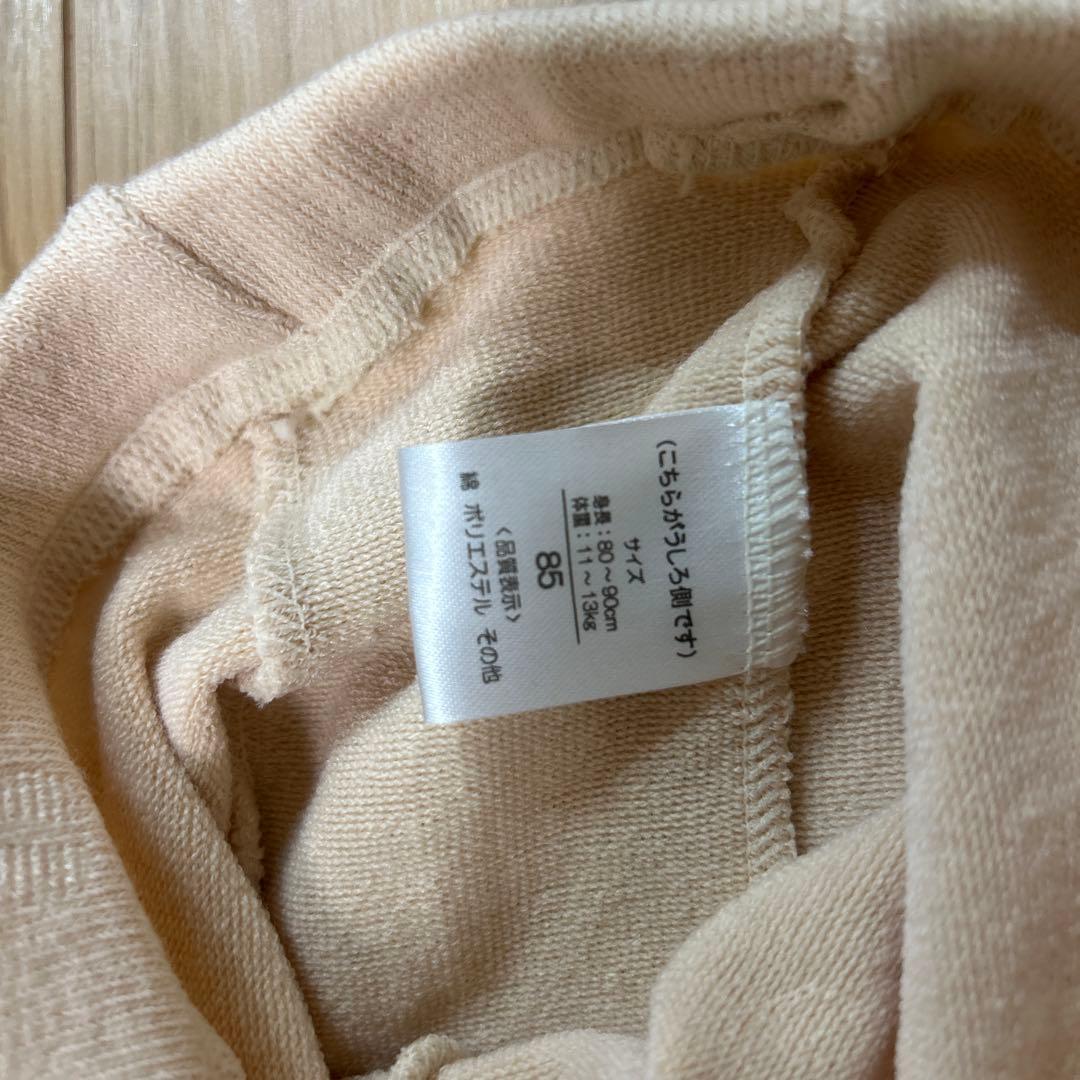 (こちらがうしろ側です)
サイズ
身長：80～90cm
体重：11～13kg
85
〈品質表示〉
綿 ポリエステル その他